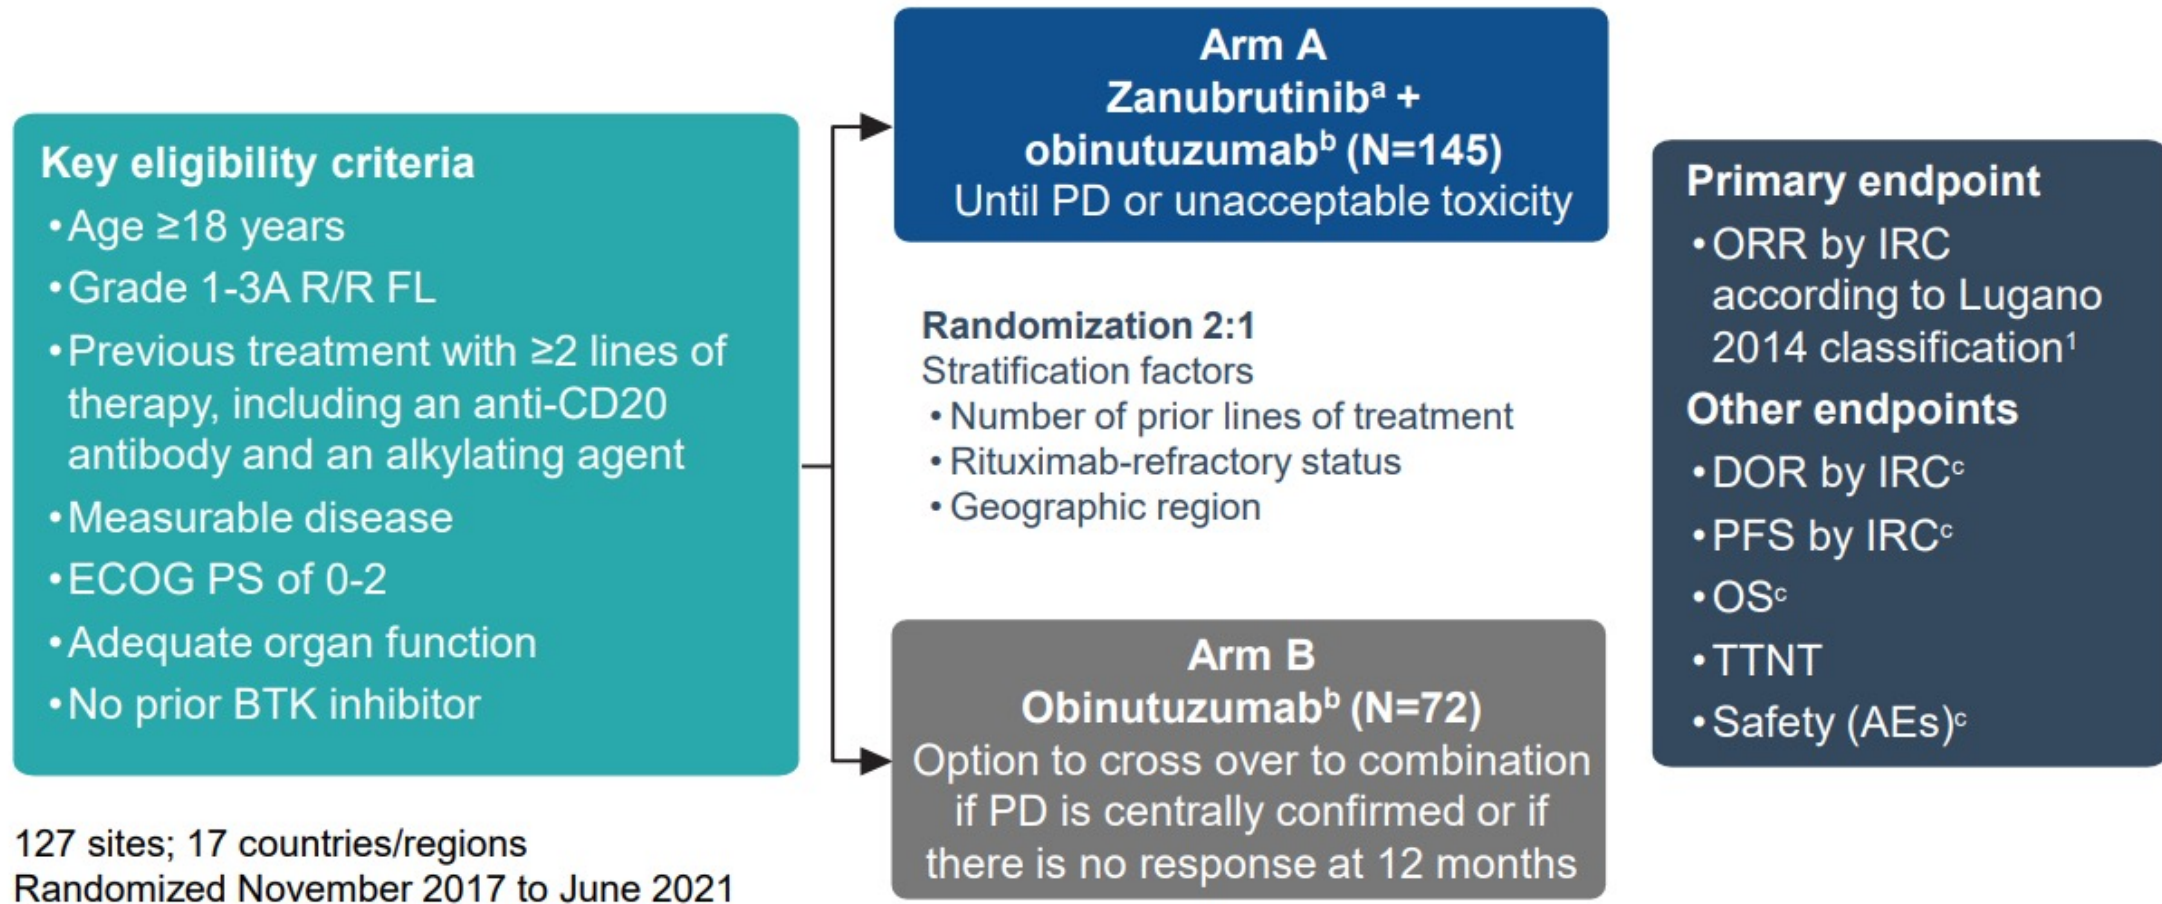 Key eligibility criteria
•Age ≥18 years
•Grade 1-3A R/R FL
•Previous treatment with ≥2 lines of
therapy, including an anti-CD20
antibody and an alkylating agent
•Measurable disease
•ECOG PS of 0-2
•Adequate organ function
•No prior BTK inhibitor
127 sites; 17 countries/regions
Randomized November 2017 to June 2021
Arm A
Zanubrutinibᵃ +
obinutuzumabᵇ (N=145)
Until PD or unacceptable toxicity
Randomization 2:1
Stratification factors
•Number of prior lines of treatment
•Rituximab-refractory status
•Geographic region
Arm B
Obinutuzumabᵇ (N=72)
Option to cross over to combination
if PD is centrally confirmed or if
there is no response at 12 months
Primary endpoint
•ORR by IRC
according to Lugano
2014 classification¹
Other endpoints
•DOR by IRCᶜ
•PFS by IRCᶜ
•OSᶜ
•TTNT
•Safety (AEs)ᶜ